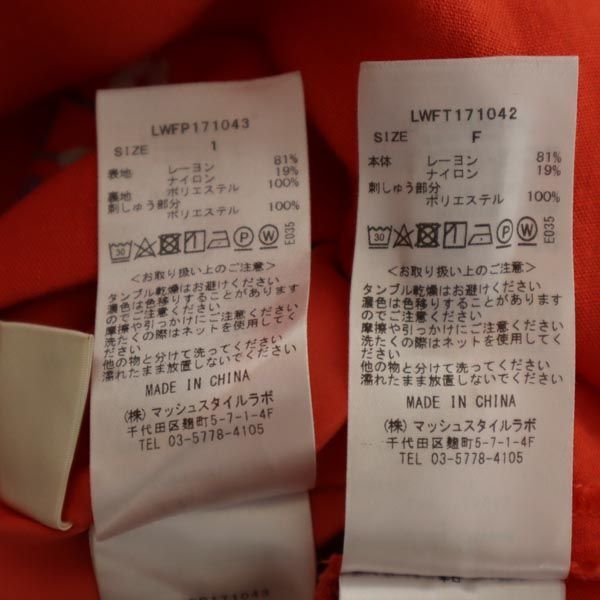 LWFP171043
SIZE 1
表地 レーヨン 81%
ナイロン 19%
裏地 ポリエステル 100%
刺しゅう部分
ポリエステル 100%
30 P W E035
<お取り扱い上のご注意>
タンブル乾燥はお避けください
濃色は色移りすることがあります
のでご注意ください
摩擦や引っかけにご注意ください
洗たくの際はネットを使用してく
ださい
他の物と分けて洗ってください
濡れたまま放置しないでください
MADE IN CHINA
(株) マッシュスタイルラボ
千代田区麹町5-7-1-4F
TEL 03-5778-4105
LWFP171043
LWFT171042
SIZE F
本体 レーヨン 81%
ナイロン 19%
刺しゅう部分
ポリエステル 100%
30 P W E035
<お取り扱い上のご注意>
タンブル乾燥はお避けください
濃色は色移りすることがあります
のでご注意ください
摩擦や引っかけにご注意ください
洗たくの際はネットを使用してく
ださい
他の物と分けて洗ってください
濡れたまま放置しないでください
MADE IN CHINA
(株) マッシュスタイルラボ
千代田区麹町5-7-1-4F
TEL 03-5778-4105